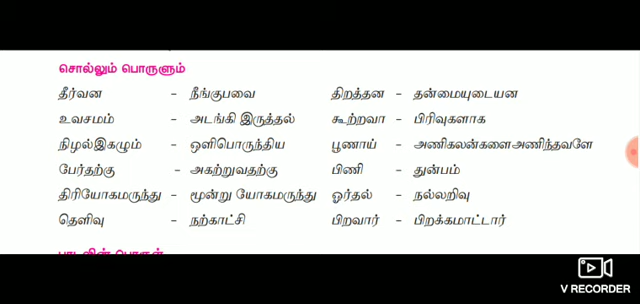 சொல்லும் பொருளும்
தீர்வன - நீங்குபவை திறத்தன - தன்மையுடையன
உவசமம் - அடங்கி இருத்தல் கூற்றவா - பிரிவுகளாக
நிழல்இகழும் - ஒளிபொருந்திய பூணாய் - அணிகலன்களைஅணிந்தவளே
பேர்தற்கு - அகற்றுவதற்கு பிணி - துன்பம்
திரியோகமருந்து - மூன்று யோகமருந்து ஓர்தல் - நல்லறிவு
தெளிவு - நற்காட்சி பிறவார் - பிறக்கமாட்டார்
பாடலின் பொருள்
V RECORDER